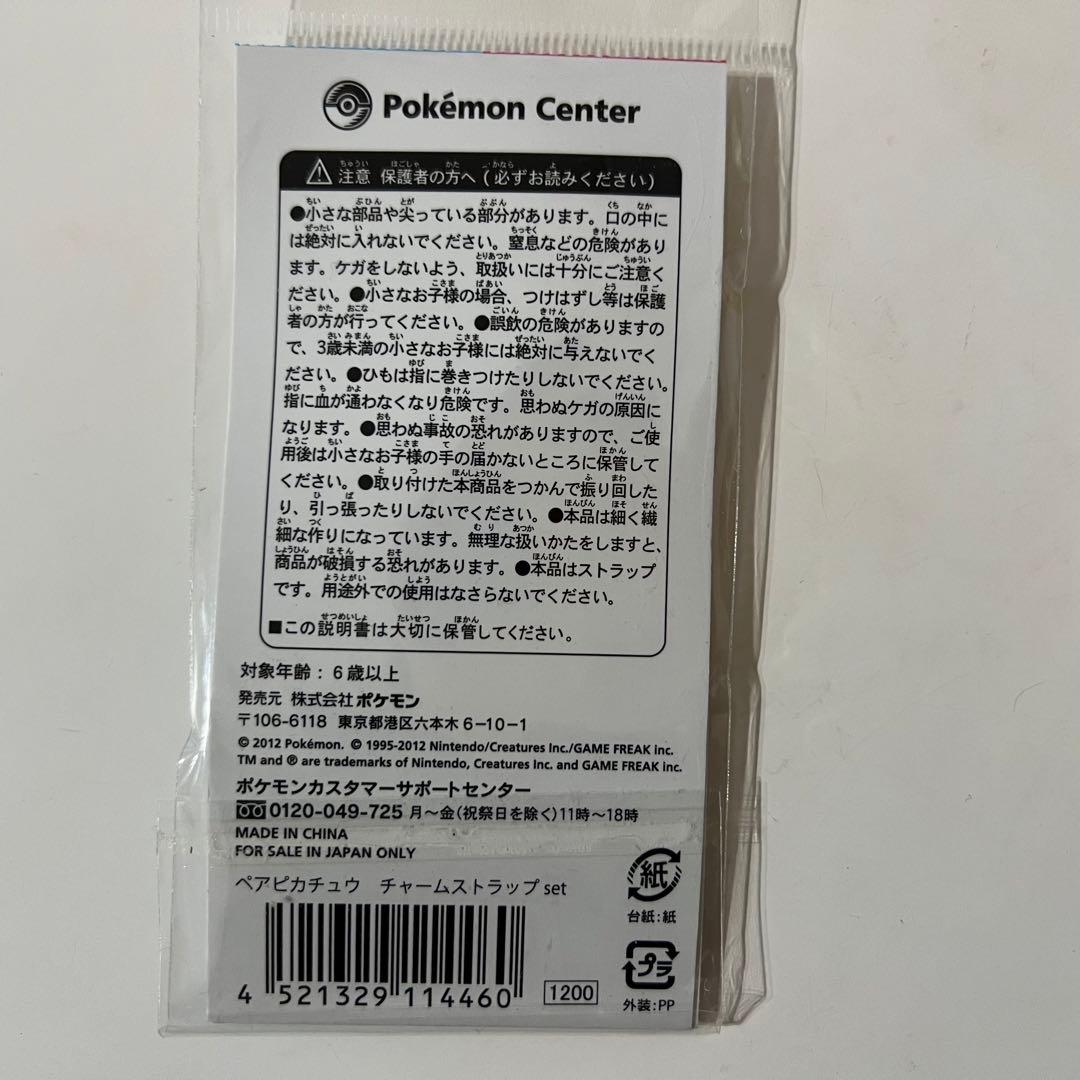 Pokémon Center
注意 保護者の方へ（必ずお読みください）
●小さな部品や尖っている部分があります。口の中に
は絶対に入れないでください。窒息などの危険があり
ます。ケガをしないよう、取扱いには十分にご注意く
ださい。●小さなお子様の場合、つけはずし等は保護
者の方が行ってください。●誤飲の危険がありますの
で、3歳未満の小さなお子様には絶対に与えないでく
ださい。●ひもは指に巻きつけたりしないでください。
指に血が通わなくなり危険です。思わぬケガの原因に
なります。●思わぬ事故の恐れがありますので、ご使
用後は小さなお子様の手の届かないところに保管して
ください。●取り付けた本商品をつかんで振り回した
り、引っ張ったりしないでください。●本品は細く繊
細な作りになっています。無理な扱いかたをしますと、
商品が破損する恐れがあります。●本品はストラップ
です。用途外での使用はなさらないでください。
■この説明書は大切に保管してください。
対象年齢：6歳以上
発売元 株式会社ポケモン
〒106-6118 東京都港区六本木6-10-1
© 2012 Pokémon. © 1995-2012 Nintendo/Creatures Inc./GAME FREAK inc.
TM and ® are trademarks of Nintendo, Creatures Inc. and GAME FREAK inc.
ポケモンカスタマーサポートセンター
0120-049-725 月～金（祝祭日を除く）11時～18時
MADE IN CHINA
FOR SALE IN JAPAN ONLY
ペアピカチュウ チャームストラップset
紙
台紙：紙
4 521329 114460
1200
プラ
外装：PP